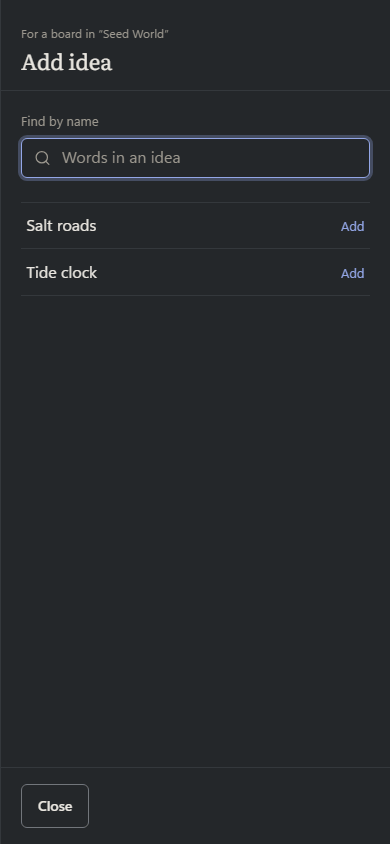 For a board in “Seed World”
Add idea
Find by name
Words in an idea
Salt roads Add
Tide clock Add
Close